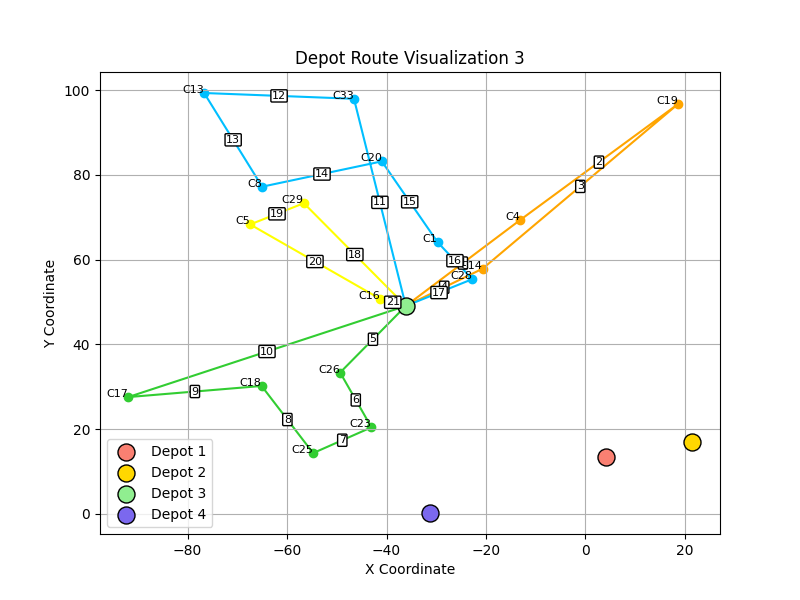 Depot Route Visualization 3
Y Coordinate
100
80
60
40
20
0
C13
12
C33
C19
13
C20
2
C8
14
3
C29
11
15
C5
19
C4
C1
20
18
16
C14
C28
4
17
C16
21
5
10
C26
C17
9
C18
6
8
C23
7
C25
Depot 1
Depot 2
Depot 3
Depot 4
−80
−60
−40
−20
0
20
X Coordinate